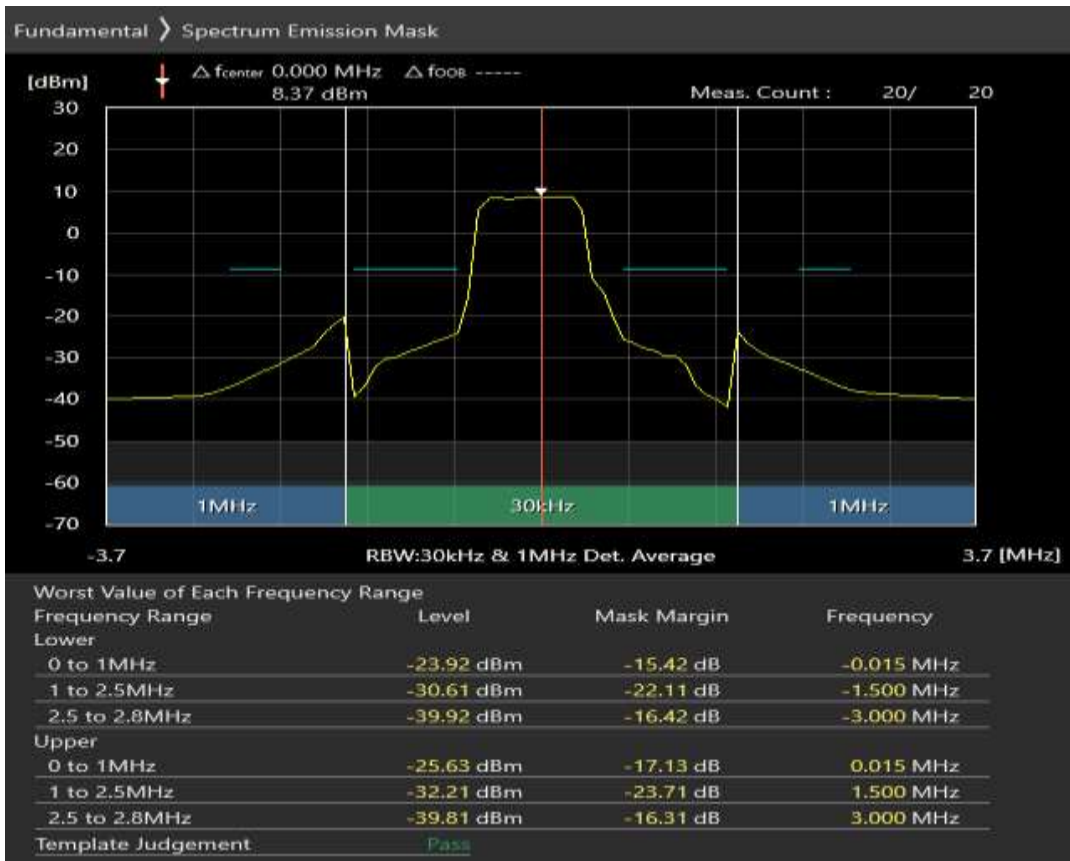 Fundamental 〉 Spectrum Emission Mask
[dBm] △ fcenter 0.000 MHz △ fOOB -----
8.37 dBm Meas. Count : 20/ 20
30
20
10
0
-10
-20
-30
-40
-50
-60
1MHz 30kHz 1MHz
-70
-3.7 RBW:30kHz & 1MHz Det. Average 3.7 [MHz]
Worst Value of Each Frequency Range
Frequency Range Level Mask Margin Frequency
Lower
0 to 1MHz -23.92 dBm -15.42 dB -0.015 MHz
1 to 2.5MHz -30.61 dBm -22.11 dB -1.500 MHz
2.5 to 2.8MHz -39.92 dBm -16.42 dB -3.000 MHz
Upper
0 to 1MHz -25.63 dBm -17.13 dB 0.015 MHz
1 to 2.5MHz -32.21 dBm -23.71 dB 1.500 MHz
2.5 to 2.8MHz -39.81 dBm -16.31 dB 3.000 MHz
Template Judgement Pass